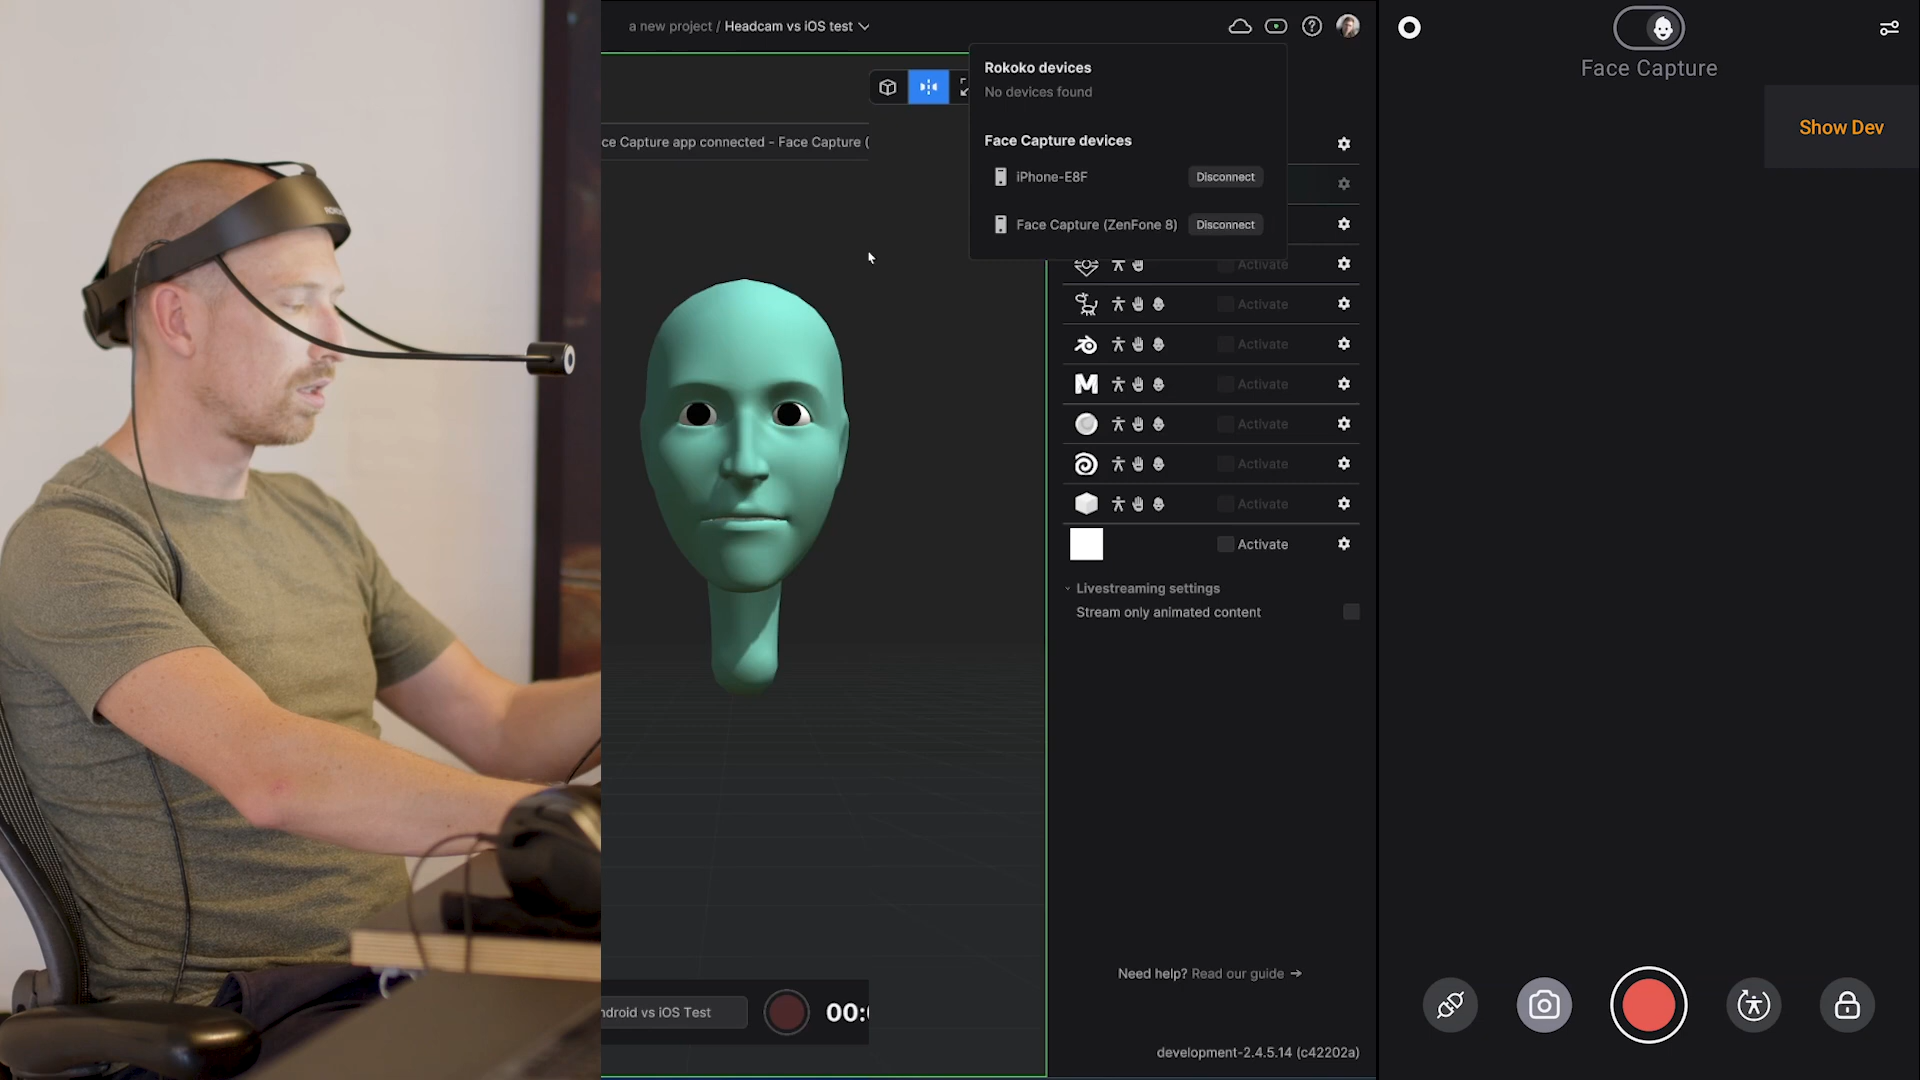 a new project / Headcam vs iOS test
Face Capture
Rokoko devices
No devices found
Show Dev
ce Capture app connected - Face Capture (
Face Capture devices
iPhone-E8F
Disconnect
Face Capture (ZenFone 8)
Disconnect
Activate
Activate
Activate
Activate
Activate
Activate
Activate
Activate
Livestreaming settings
Stream only animated content
Need help? Read our guide →
ndroid vs iOS Test
00:
development-2.4.5.14 (c42202a)